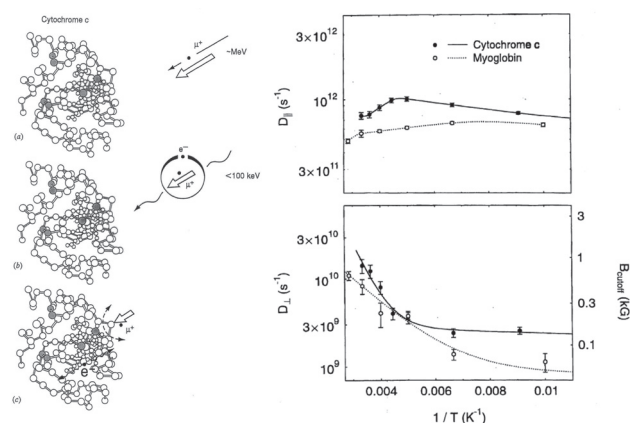 Cytochrome c
μ⁺
~MeV
(a)
e⁻
μ⁺
<100 keV
(b)
μ⁺
e⁻
(c)
3×10¹²
10¹²
3×10¹¹
D∥ (s⁻¹)
Cytochrome c
Myoglobin
3×10¹⁰
10¹⁰
3×10⁹
10⁹
D⊥ (s⁻¹)
3
1
0.3
0.1
B cutoff (kG)
0.004 0.006 0.008 0.01
1 / T (K⁻¹)